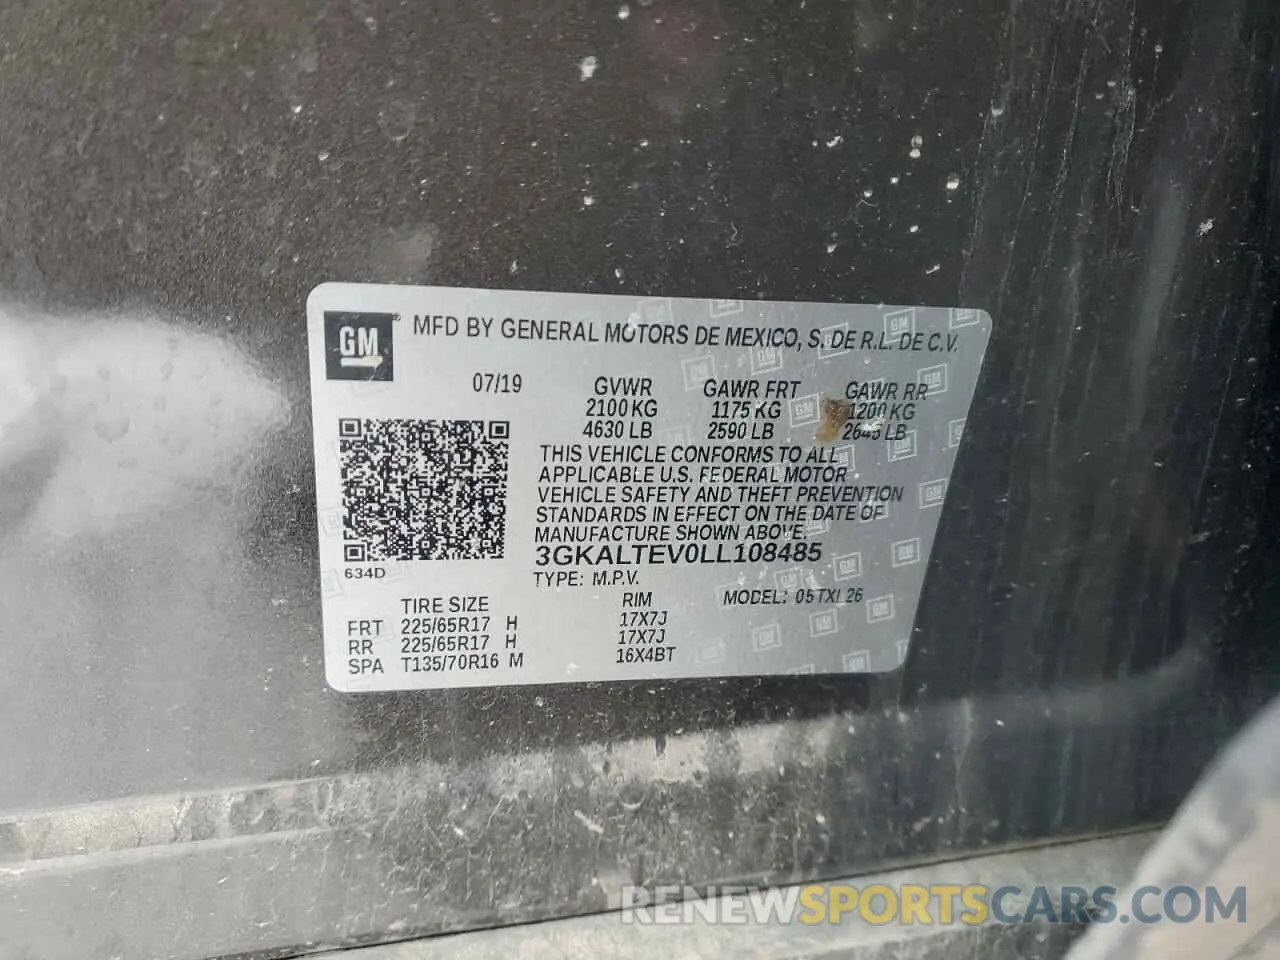 GM
MFD BY GENERAL MOTORS DE MEXICO, S. DE R.L. DE C.V.
07/19 GVWR GAWR FRT GAWR RR
2100 KG 1175 KG 1200 KG
4630 LB 2590 LB 2645 LB
THIS VEHICLE CONFORMS TO ALL
APPLICABLE U.S. FEDERAL MOTOR
VEHICLE SAFETY AND THEFT PREVENTION
STANDARDS IN EFFECT ON THE DATE OF
MANUFACTURE SHOWN ABOVE.
3GKALTEV0LL108485
634D
TYPE: M.P.V. MODEL: 05TXL26
TIRE SIZE RIM
FRT 225/65R17 H 17X7J
RR 225/65R17 H 17X7J
SPA T135/70R16 M 16X4BT
RENEWSPORTSCARS.COM